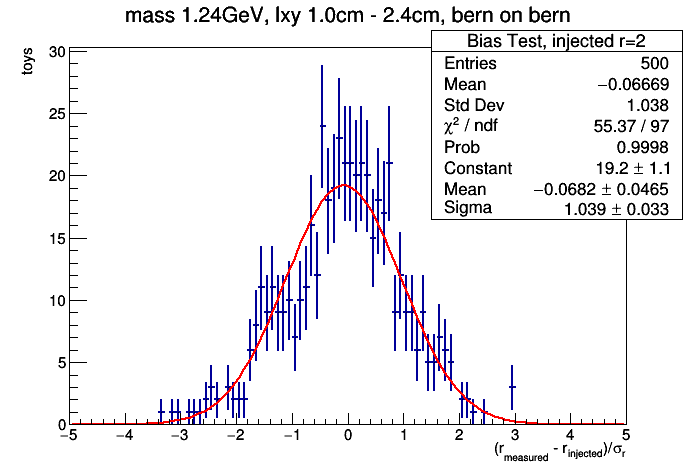 mass 1.24GeV, lxy 1.0cm - 2.4cm, bern on bern
toys
Bias Test, injected r=2
Entries 500
Mean −0.06669
Std Dev 1.038
χ² / ndf 55.37 / 97
Prob 0.9998
Constant 19.2 ± 1.1
Mean −0.0682 ± 0.0465
Sigma 1.039 ± 0.033
30
25
20
15
10
5
0
−5 −4 −3 −2 −1 0 1 2 3 4 5
(r_measured - r_injected)/σ_r